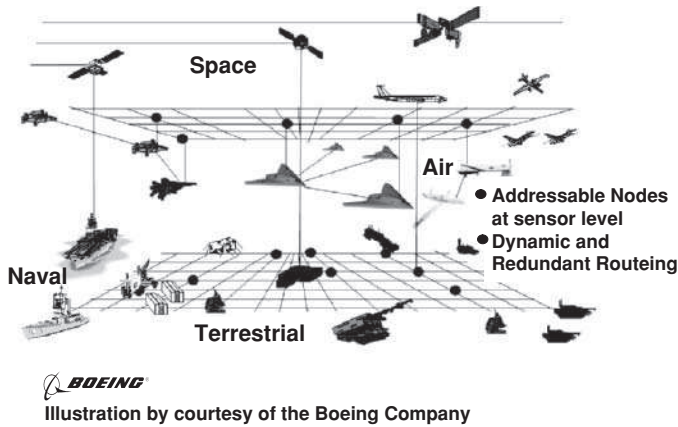 Space
Air
● Addressable Nodes
at sensor level
● Dynamic and
Redundant Routeing
Naval
Terrestrial
BOEING®
Illustration by courtesy of the Boeing Company